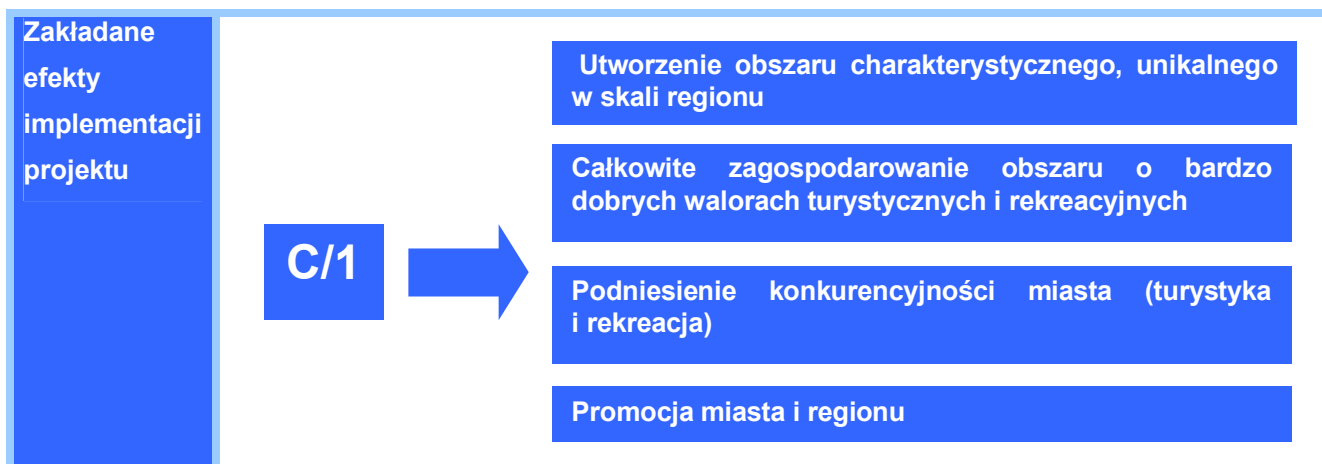 Zakładane
efekty
implementacji
projektu
C/1
Utworzenie obszaru charakterystycznego, unikalnego
w skali regionu
Całkowite zagospodarowanie obszaru o bardzo
dobrych walorach turystycznych i rekreacyjnych
Podniesienie konkurencyjności miasta (turystyka
i rekreacja)
Promocja miasta i regionu